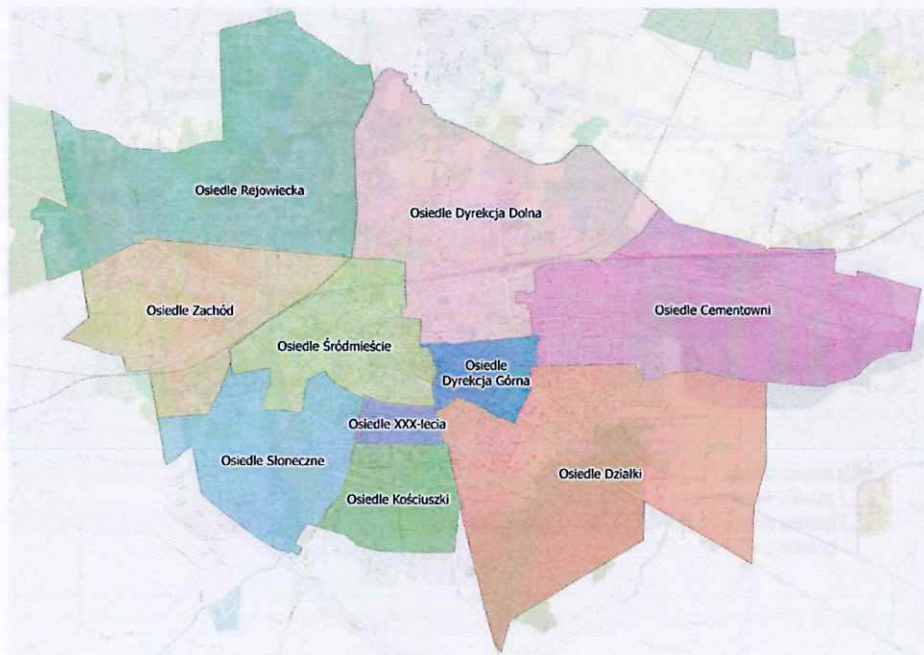 Osiedle Rejowiecka
Osiedle Dyrekcja Dolna
Osiedle Zachód
Osiedle Cementowni
Osiedle Śródmieście
Osiedle
Dyrekcja Górna
Osiedle XXX-lecia
Osiedle Słoneczne
Osiedle Działki
Osiedle Kościuszki